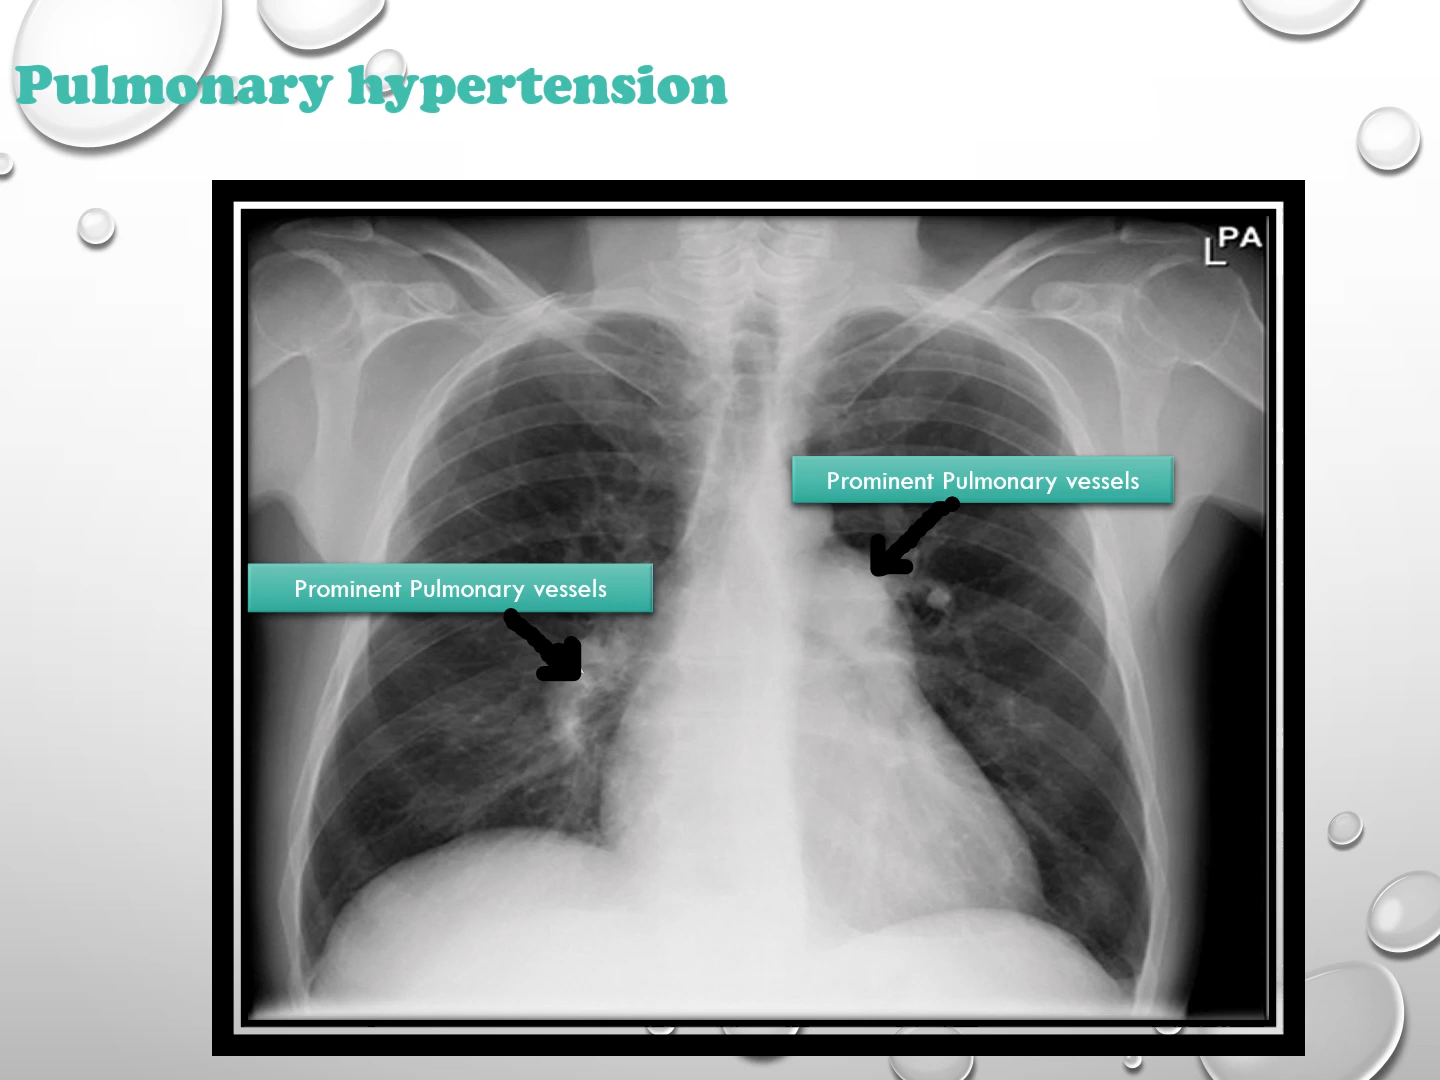 Pulmonary hypertension
PA
L
Prominent Pulmonary vessels
Prominent Pulmonary vessels